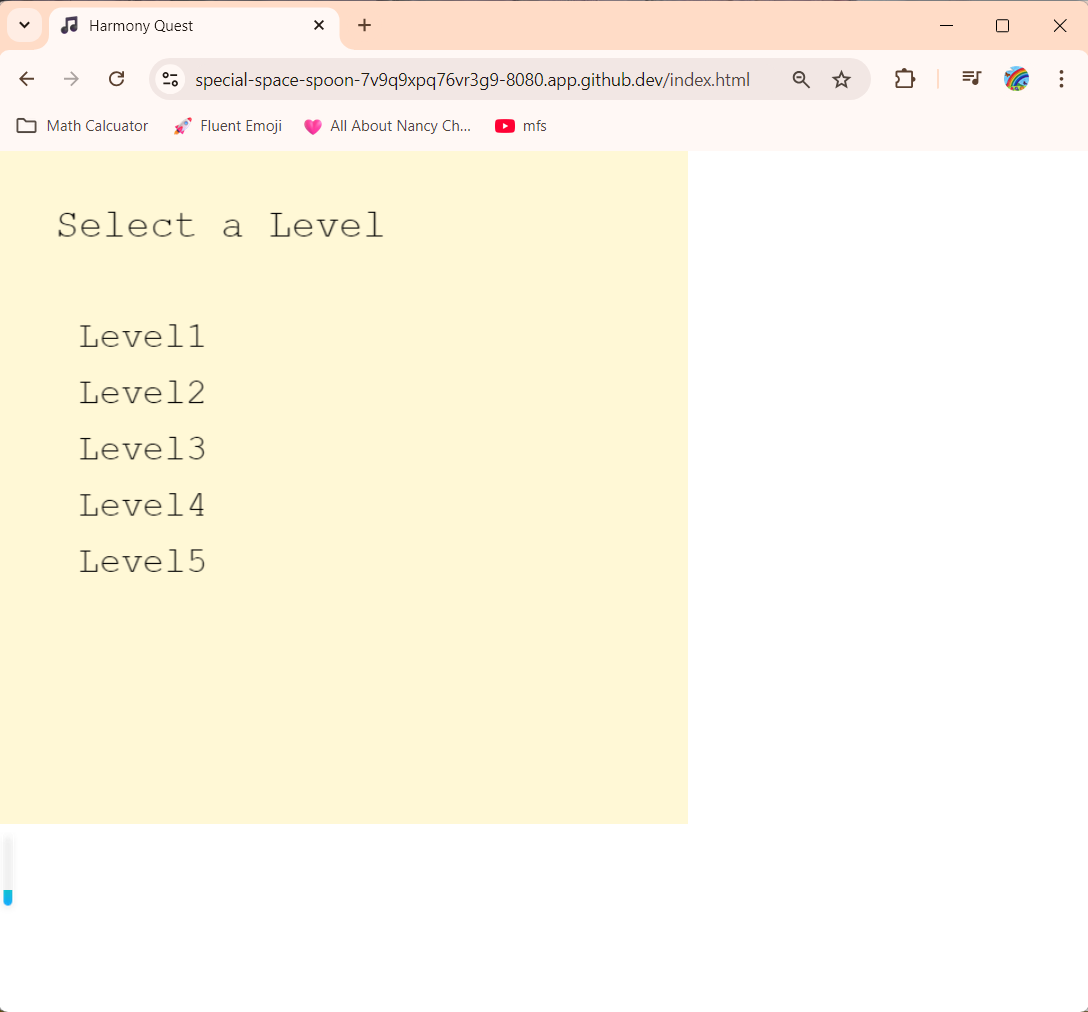 Harmony Quest
special-space-spoon-7v9q9xpq76vr3g9-8080.app.github.dev/index.html
Math Calcuator Fluent Emoji All About Nancy Ch... mfs
Select a Level
Level1
Level2
Level3
Level4
Level5